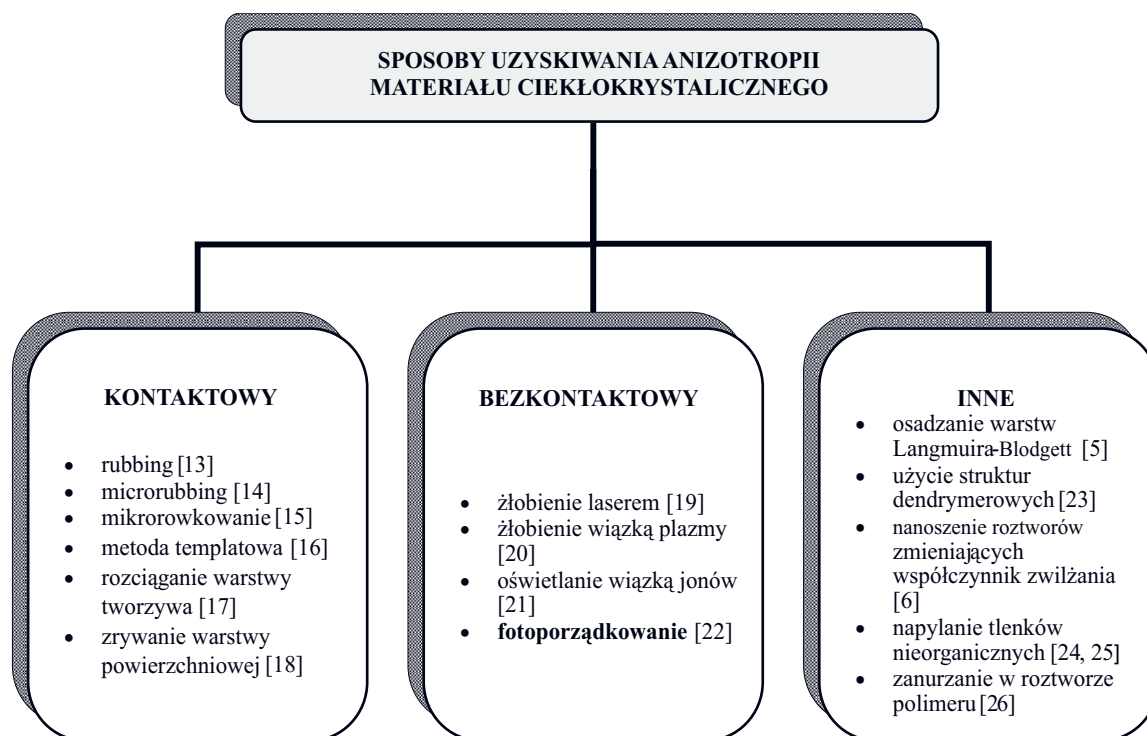 SPOSOBY UZYSKIWANIA ANIZOTROPII
MATERIAŁU CIEKŁOKRYSTALICZNEGO
KONTAKTOWY
• rubbing [13]
• microrubbing [14]
• mikrorowkowanie [15]
• metoda templatowa [16]
• rozciąganie warstwy
tworzywa [17]
• zrywanie warstwy
powierzchniowej [18]
BEZKONTAKTOWY
• żłobienie laserem [19]
• żłobienie wiązką plazmy
[20]
• oświetlanie wiązką jonów
[21]
• fotoporządkowanie [22]
INNE
• osadzanie warstw
Langmuira-Blodgett [5]
• użycie struktur
dendrymerowych [23]
• nanoszenie roztworów
zmieniających
współczynnik zwilżania
[6]
• napylanie tlenków
nieorganicznych [24, 25]
• zanurzanie w roztworze
polimeru [26]